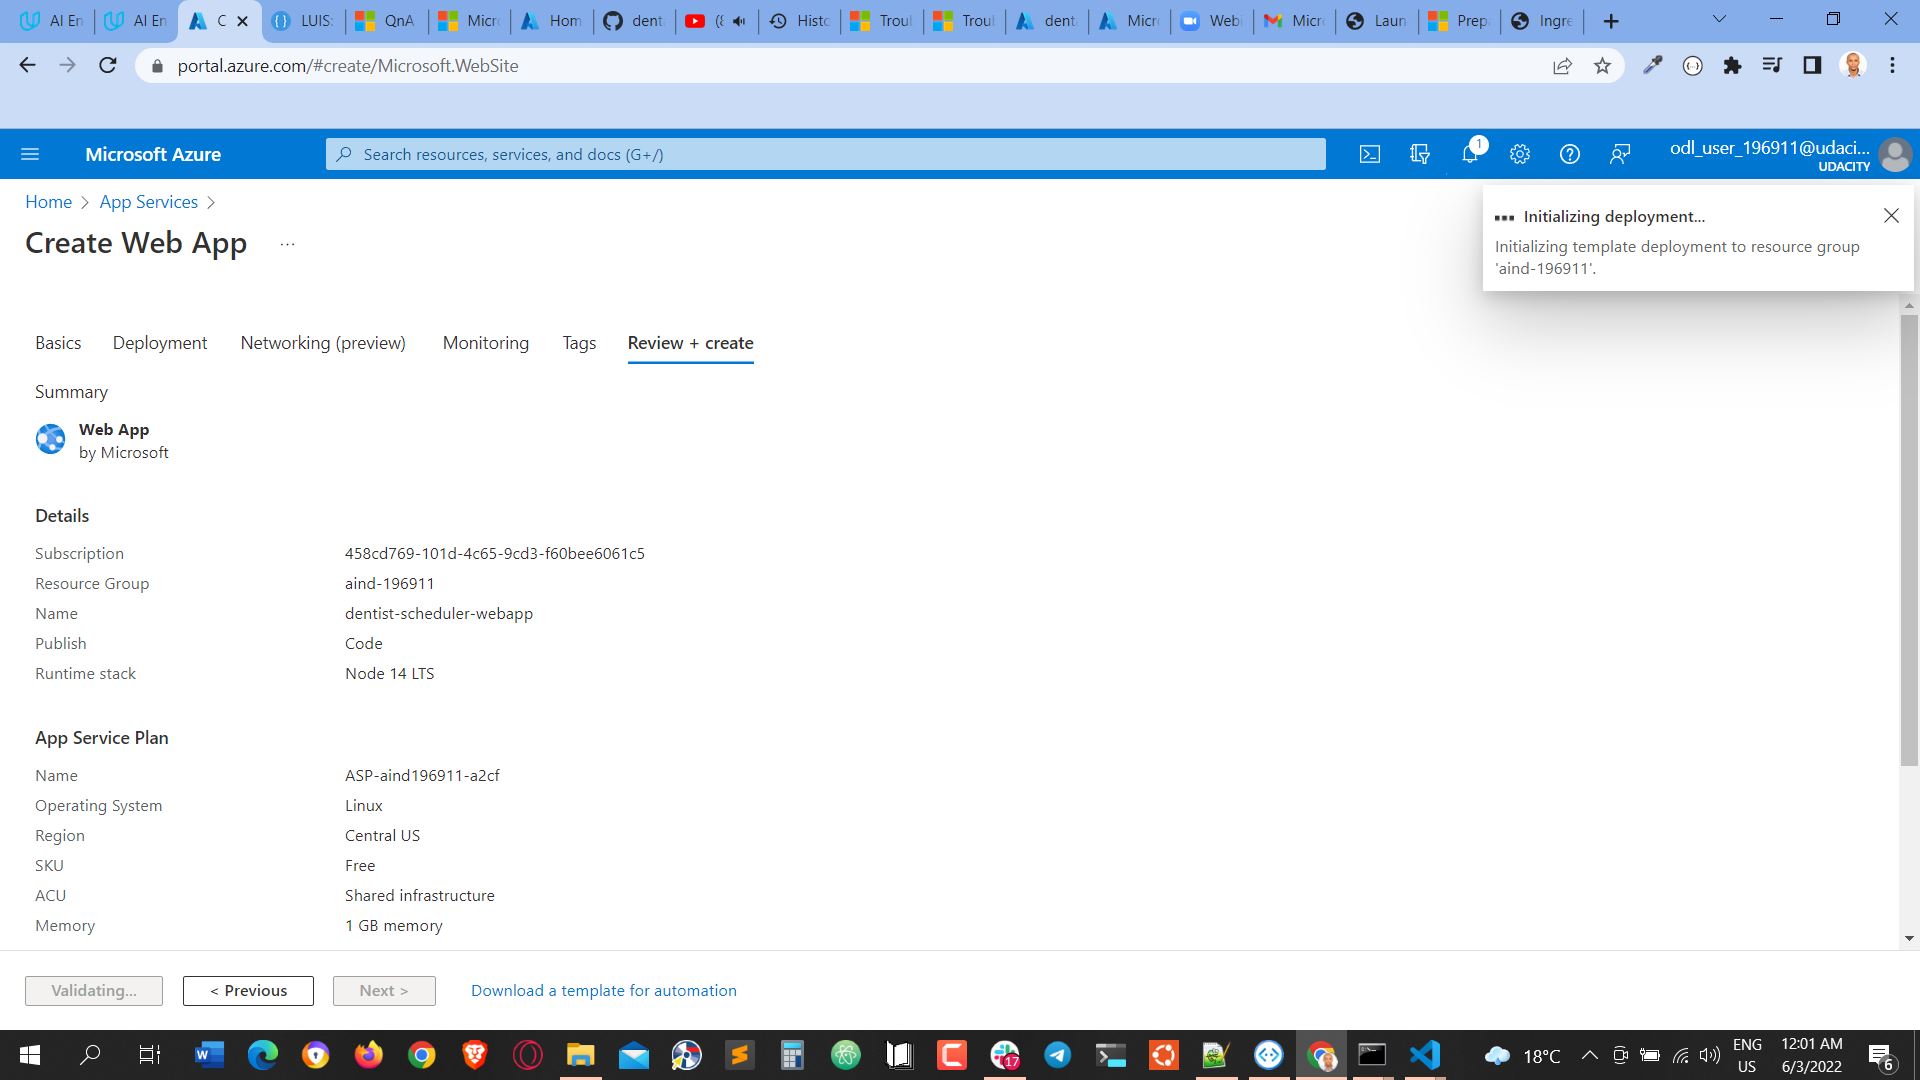 AI En
AI En
C
LUIS:
QnA
Micro
Hom
dent
(8
Histo
Troul
Troul
dent
Micro
Webi
Micro
Laun
Prep
Ingre
portal.azure.com/#create/Microsoft.WebSite
Microsoft Azure
Search resources, services, and docs (G+/)
1
odl_user_196911@udaci...
UDACITY
Home
App Services
Create Web App
...
Initializing deployment...
Initializing template deployment to resource group
'aind-196911'.
Basics
Deployment
Networking (preview)
Monitoring
Tags
Review + create
Summary
Web App
by Microsoft
Details
Subscription 458cd769-101d-4c65-9cd3-f60bee6061c5
Resource Group aind-196911
Name dentist-scheduler-webapp
Publish Code
Runtime stack Node 14 LTS
App Service Plan
Name ASP-aind196911-a2cf
Operating System Linux
Region Central US
SKU Free
ACU Shared infrastructure
Memory 1 GB memory
Validating...
< Previous
Next >
Download a template for automation
17
18°C
ENG
US
12:01 AM
6/3/2022
6